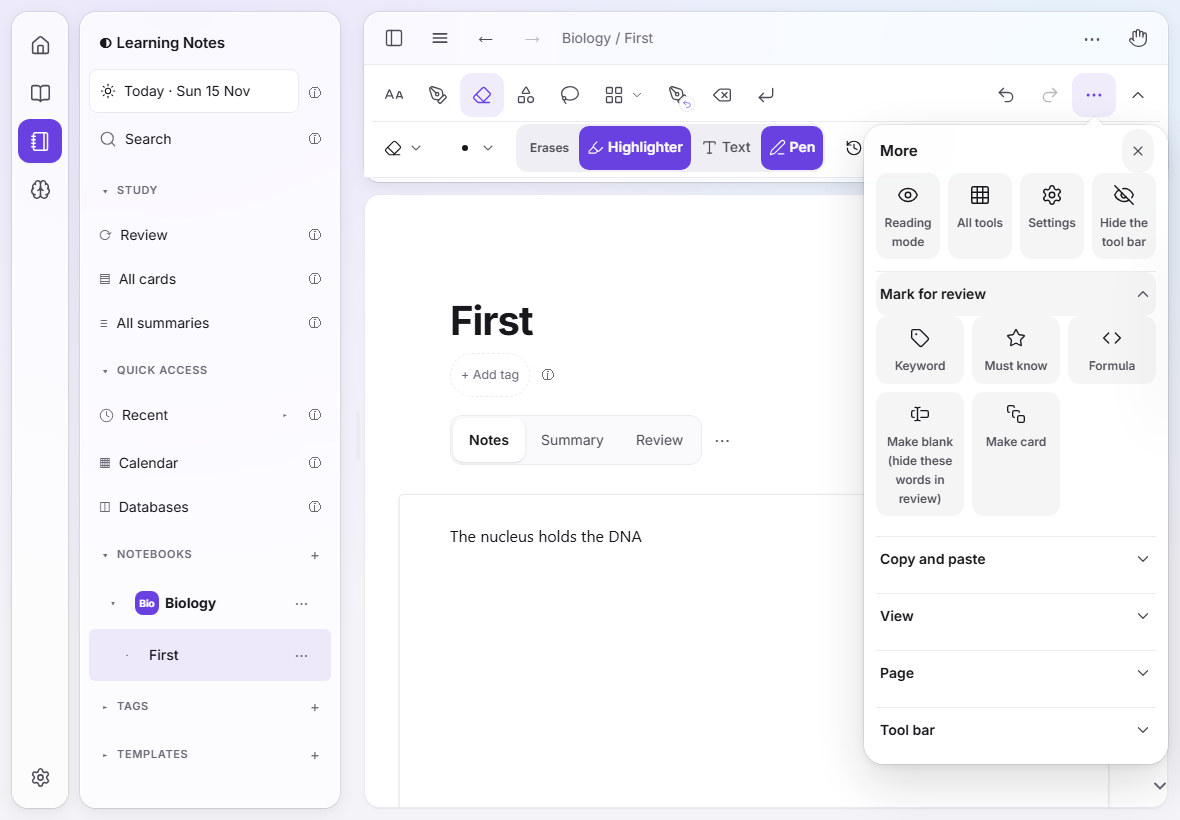 Learning Notes
Today · Sun 15 Nov
Search
STUDY
Review
All cards
All summaries
QUICK ACCESS
Recent
Calendar
Databases
NOTEBOOKS
+
Bio Biology
First
TAGS
+
TEMPLATES
+
Biology / First
AA
Erases Highlighter Text Pen
First
+ Add tag
Notes Summary Review
The nucleus holds the DNA
More
Reading mode
All tools
Settings
Hide the tool bar
Mark for review
Keyword
Must know
Formula
Make blank
(hide these
words in
review)
Make card
Copy and paste
View
Page
Tool bar